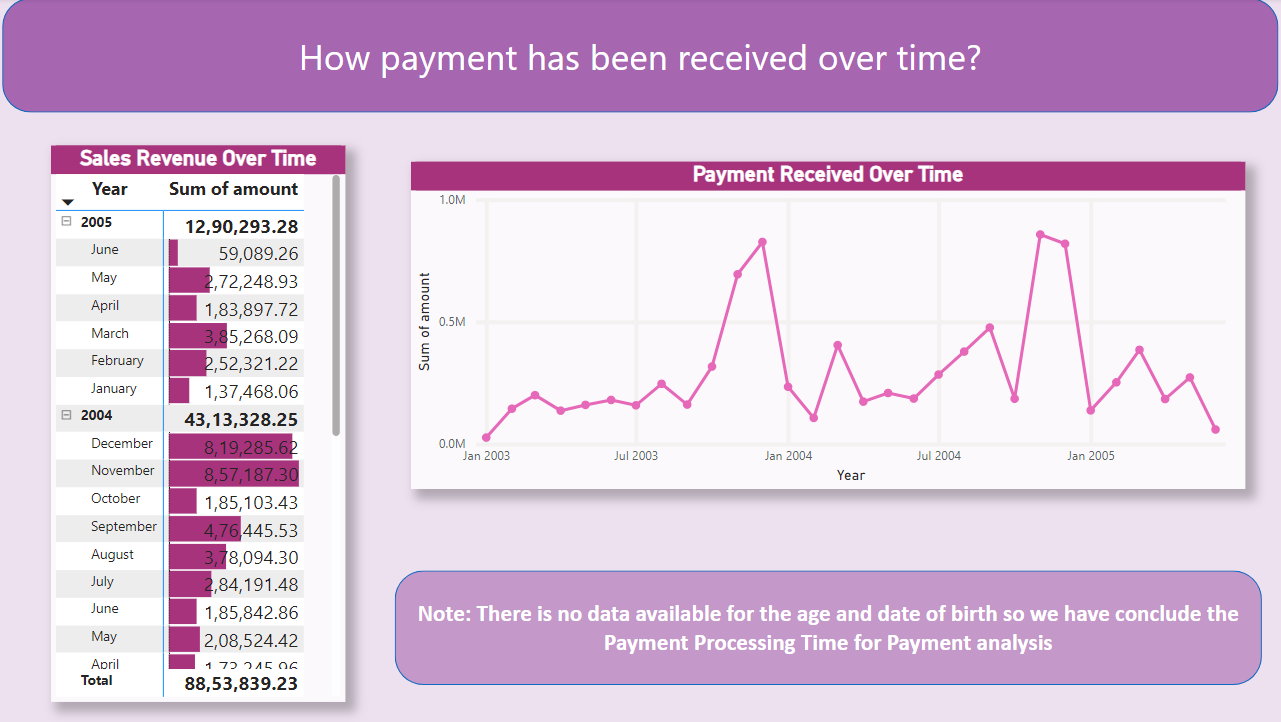 How payment has been received over time?
Sales Revenue Over Time
Year Sum of amount
2005 12,90,293.28
June 59,089.26
May 2,72,248.93
April 1,83,897.72
March 3,85,268.09
February 2,52,321.22
January 1,37,468.06
2004 43,13,328.25
December 8,19,285.62
November 8,57,187.30
October 1,85,103.43
September 4,76,445.53
August 3,78,094.30
July 2,84,191.48
June 1,85,842.86
May 2,08,524.42
April 1,73,245.96
Total 88,53,839.23
Payment Received Over Time
Sum of amount
1.0M
0.5M
0.0M
Jan 2003 Jul 2003 Jan 2004 Jul 2004 Jan 2005
Year
Note: There is no data available for the age and date of birth so we have conclude the
Payment Processing Time for Payment analysis